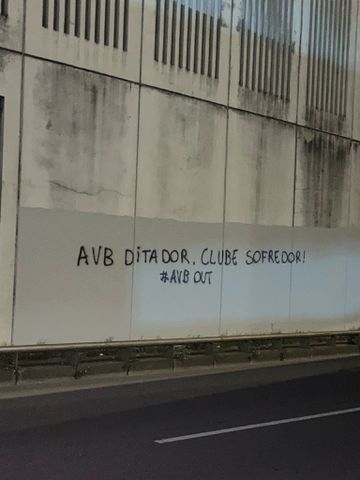 AVB DITADOR. CLUBE SOFREDOR!
#AVB OUT